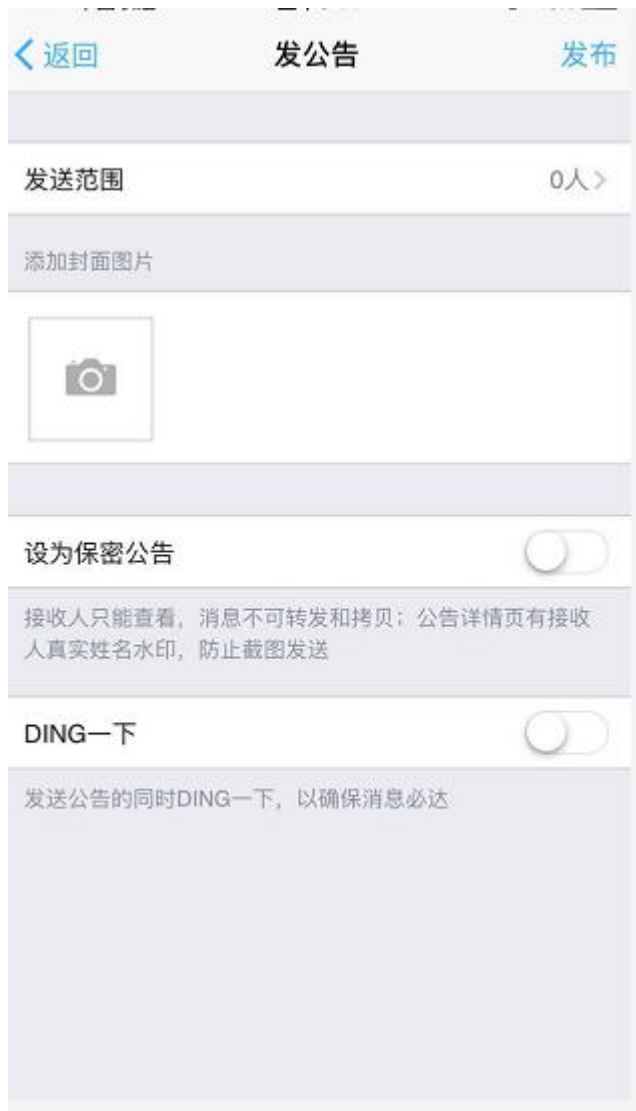 返回
发公告
发布
发送范围
0人
添加封面图片
设为保密公告
接收人只能查看，消息不可转发和拷贝；公告详情页有接收
人真实姓名水印，防止截图发送
DING一下
发送公告的同时DING一下，以确保消息必达